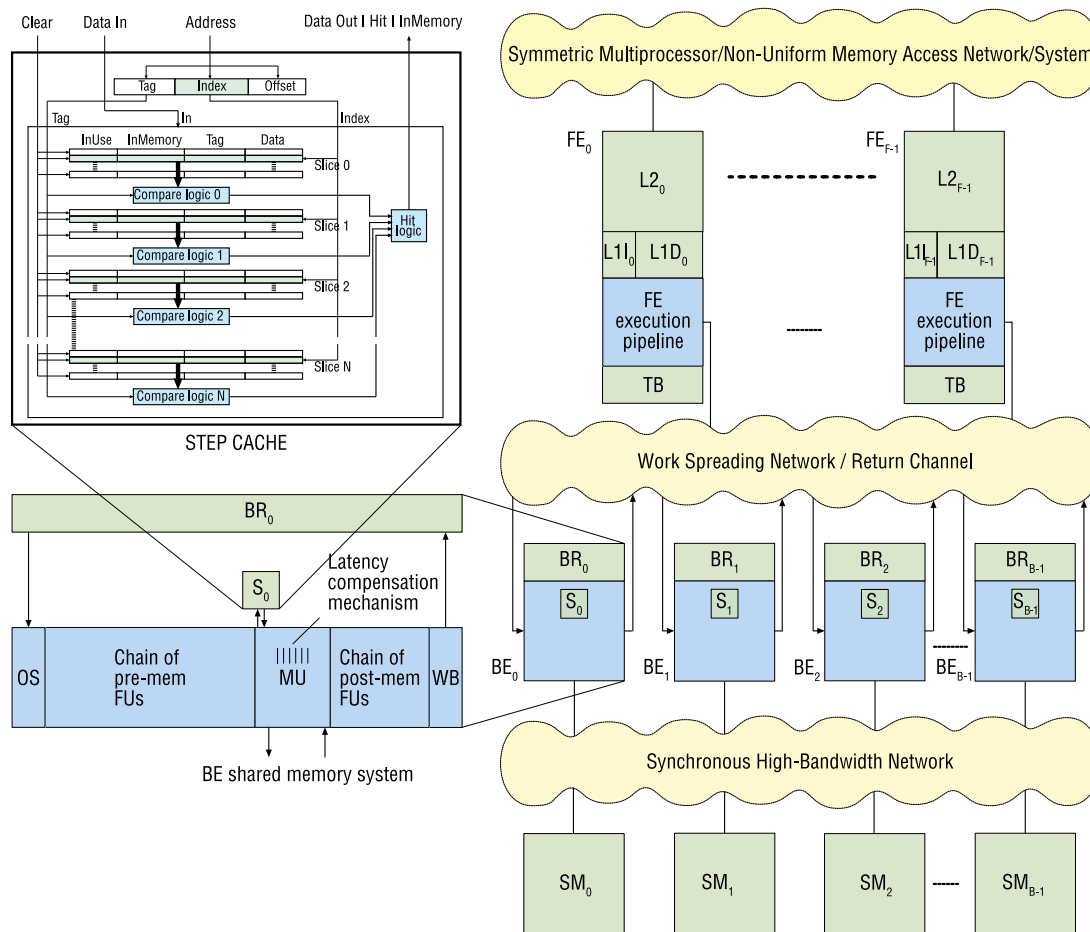 Clear
Data In
Address
Data Out I Hit I InMemory
Tag
Index
Offset
Tag
In
Index
InUse
InMemory
Tag
Data
Slice 0
Compare logic 0
Slice 1
Compare logic 1
Hit
logic
Slice 2
Compare logic 2
Slice N
Compare logic N
STEP CACHE
BR0
Latency
compensation
mechanism
S0
OS
Chain of
pre-mem
FUs
MU
Chain of
post-mem
FUs
WB
BE shared memory system
Symmetric Multiprocessor/Non-Uniform Memory Access Network/System
FE0
L20
L1I0
L1D0
FE
execution
pipeline
TB
FEF-1
L2F-1
L1IF-1
L1DF-1
FE
execution
pipeline
TB
Work Spreading Network / Return Channel
BR0
S0
BE0
BR1
S1
BE1
BR2
S2
BE2
BRB-1
SB-1
BEB-1
Synchronous High-Bandwidth Network
SM0
SM1
SM2
SMB-1